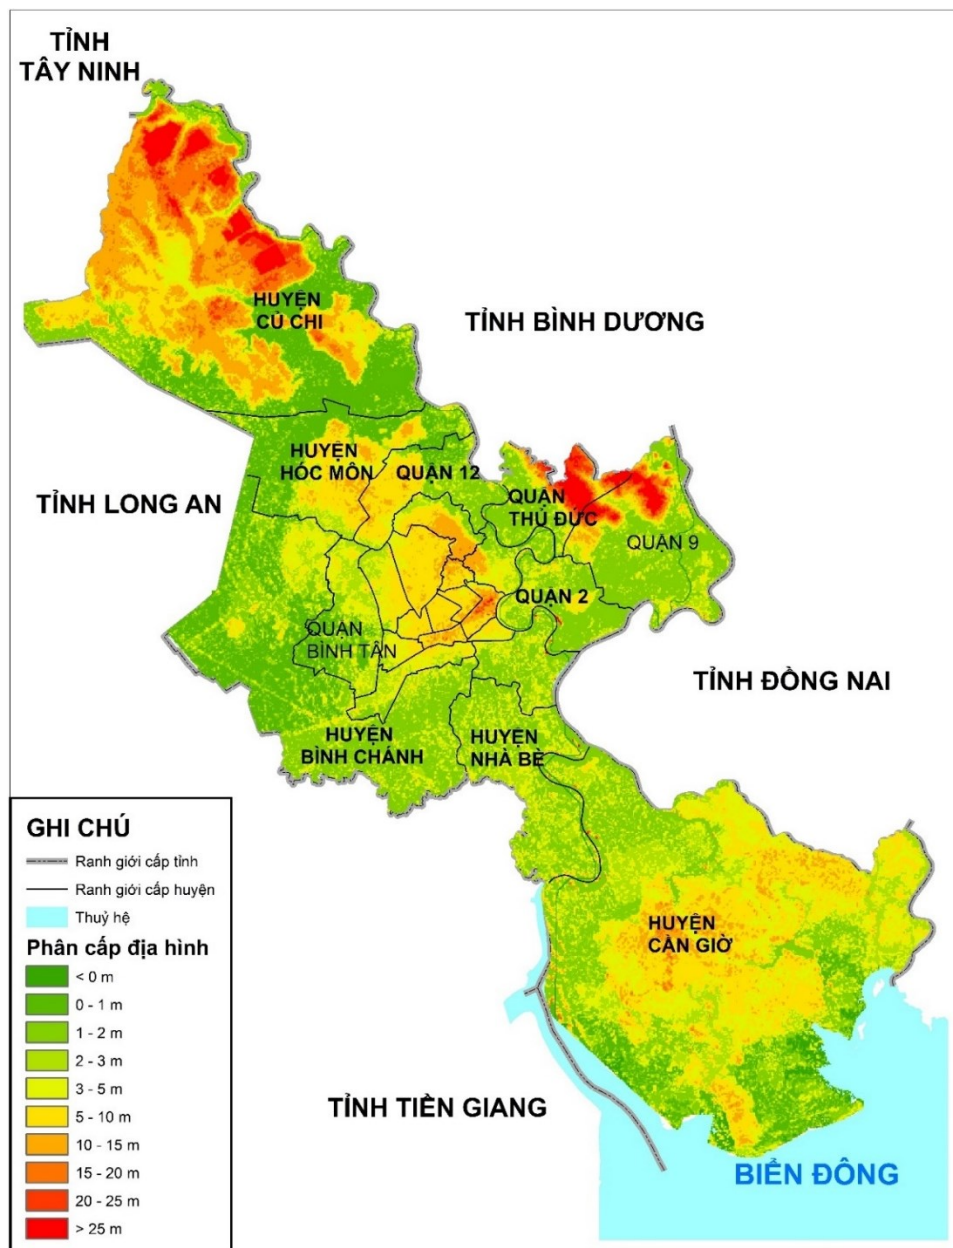 TỈNH
TÂY NINH
HUYỆN
CỦ CHI
TỈNH BÌNH DƯƠNG
HUYỆN
HÓC MÔN
QUẬN 12
TỈNH LONG AN
QUẬN
THỦ ĐỨC
QUẬN 9
QUẬN 2
QUẬN
BÌNH TÂN
TỈNH ĐỒNG NAI
HUYỆN
BÌNH CHÁNH
HUYỆN
NHÀ BÈ
HUYỆN
CẦN GIỜ
TỈNH TIỀN GIANG
BIỂN ĐÔNG
GHI CHÚ
Ranh giới cấp tỉnh
Ranh giới cấp huyện
Thuỷ hệ
Phân cấp địa hình
< 0 m
0 - 1 m
1 - 2 m
2 - 3 m
3 - 5 m
5 - 10 m
10 - 15 m
15 - 20 m
20 - 25 m
> 25 m